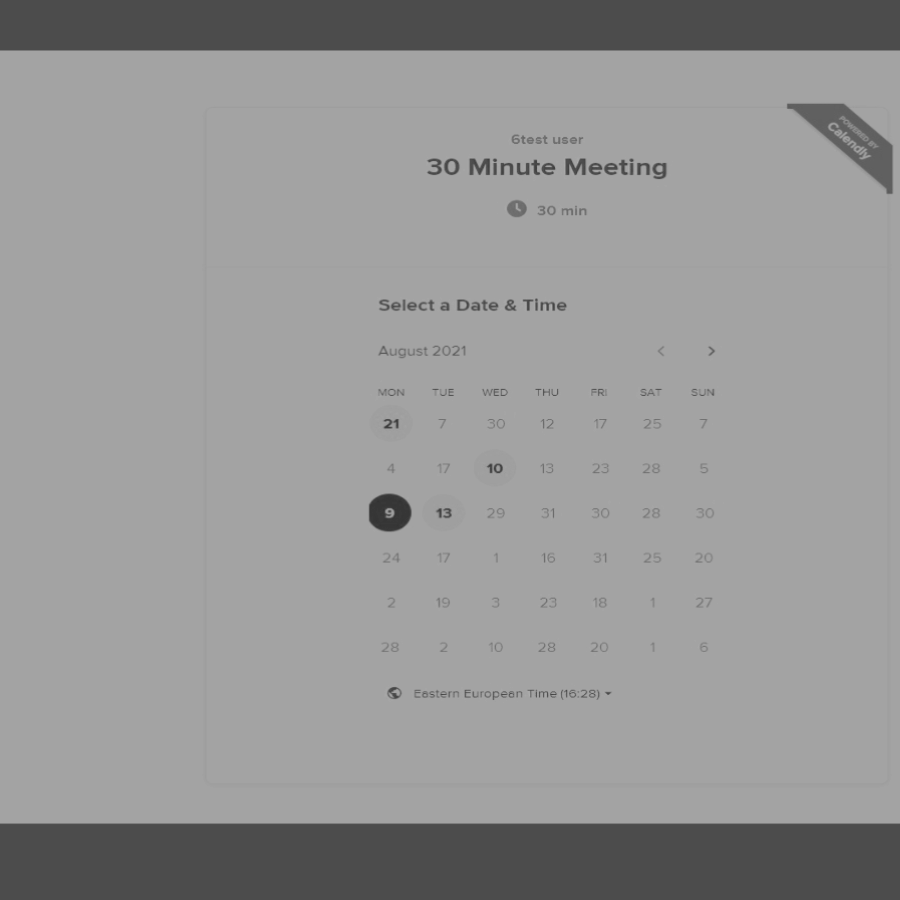 POWERED BY
Calendly
6test user
30 Minute Meeting
30 min
Select a Date & Time
August 2021
MON TUE WED THU FRI SAT SUN
21 7 30 12 17 25 7
4 17 10 13 23 28 5
9 13 29 31 30 28 30
24 17 1 16 31 25 20
2 19 3 23 18 1 27
28 2 10 28 20 1 6
Eastern European Time (16:28)